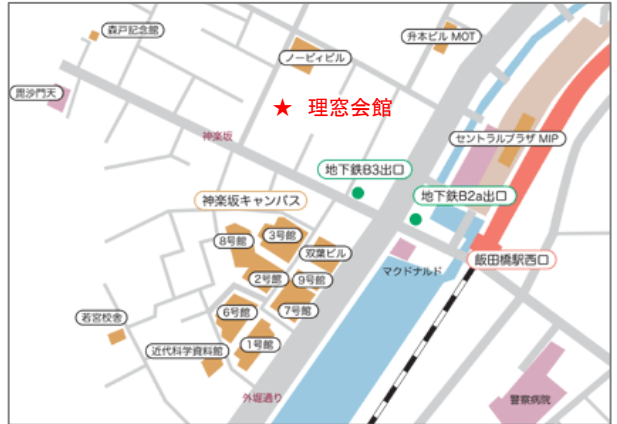 森戸記念館
升本ビル MOT
ノービィビル
毘沙門天
★ 理窓会館
神楽坂
セントラルプラザ MIP
地下鉄B3出口
地下鉄B2a出口
神楽坂キャンパス
3号館
8号館
双葉ビル
飯田橋駅西口
マクドナルド
2号館
9号館
6号館
7号館
若宮校舎
1号館
近代科学資料館
外堀通り
警察病院